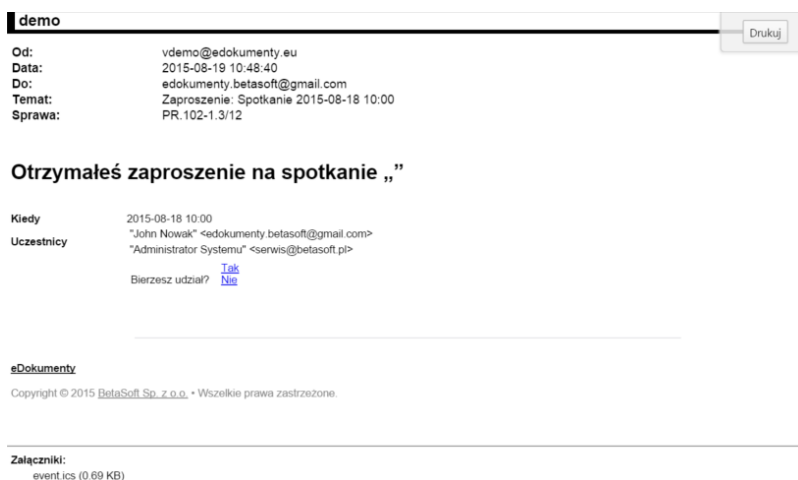 demo
Drukuj
Od: vdemo@edokumenty.eu
Data: 2015-08-19 10:48:40
Do: edokumenty.betasoft@gmail.com
Temat: Zaproszenie: Spotkanie 2015-08-18 10:00
Sprawa: PR.102-1.3/12
Otrzymałeś zaproszenie na spotkanie „”
Kiedy 2015-08-18 10:00
Uczestnicy "John Nowak" <edokumenty.betasoft@gmail.com>
"Administrator Systemu" <serwis@betasoft.pl>
Bierzesz udział? Tak
Nie
eDokumenty
Copyright © 2015 BetaSoft Sp. z o.o. • Wszelkie prawa zastrzeżone.
Załączniki:
event.ics (0.69 KB)